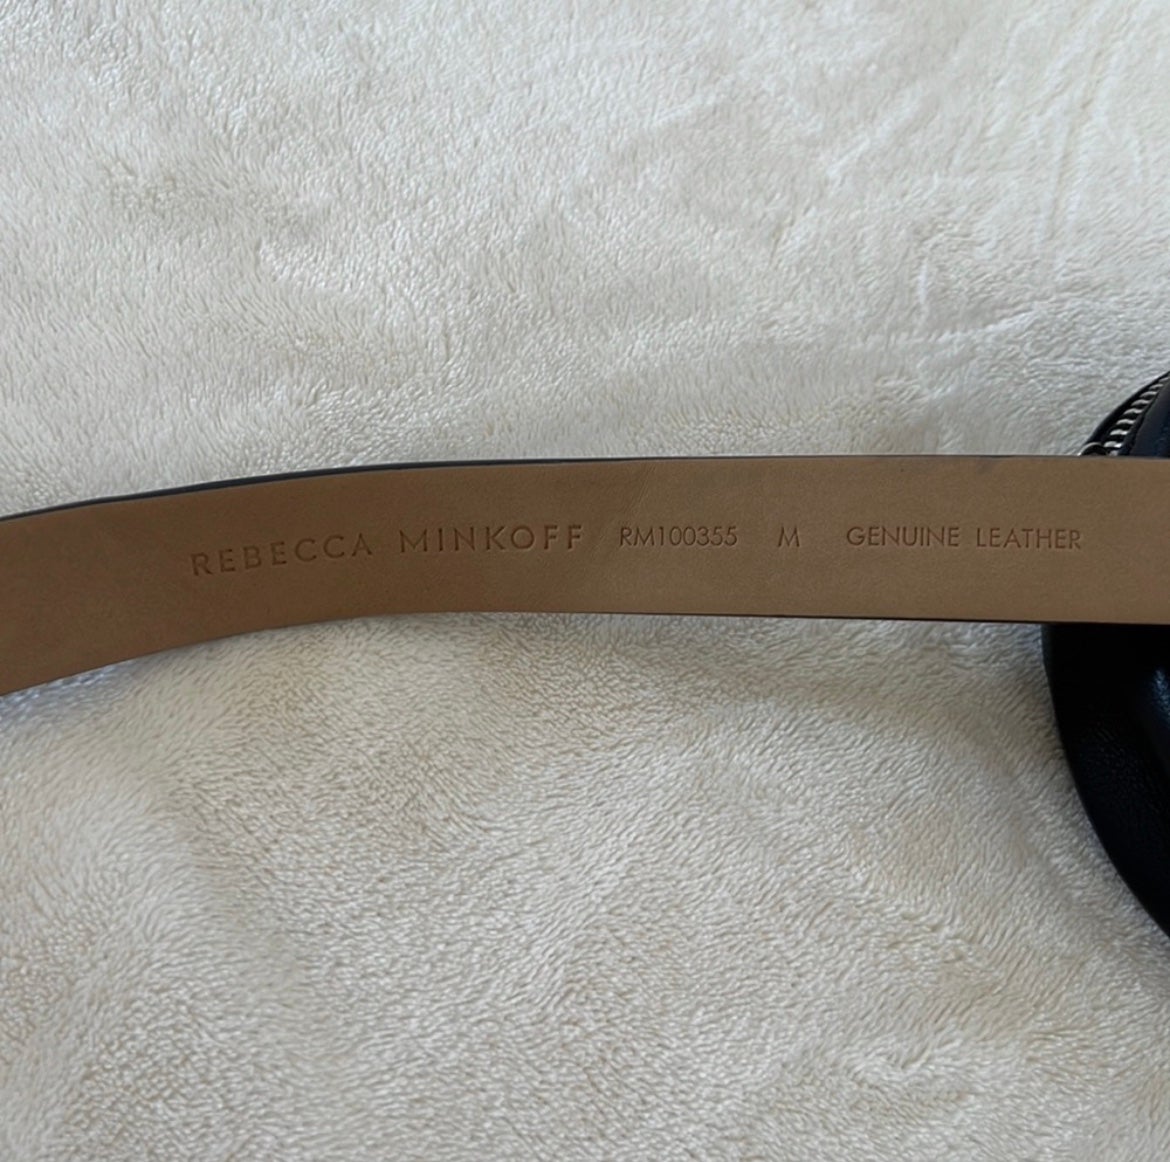 REBECCA MINKOFF RM100355 M GENUINE LEATHER